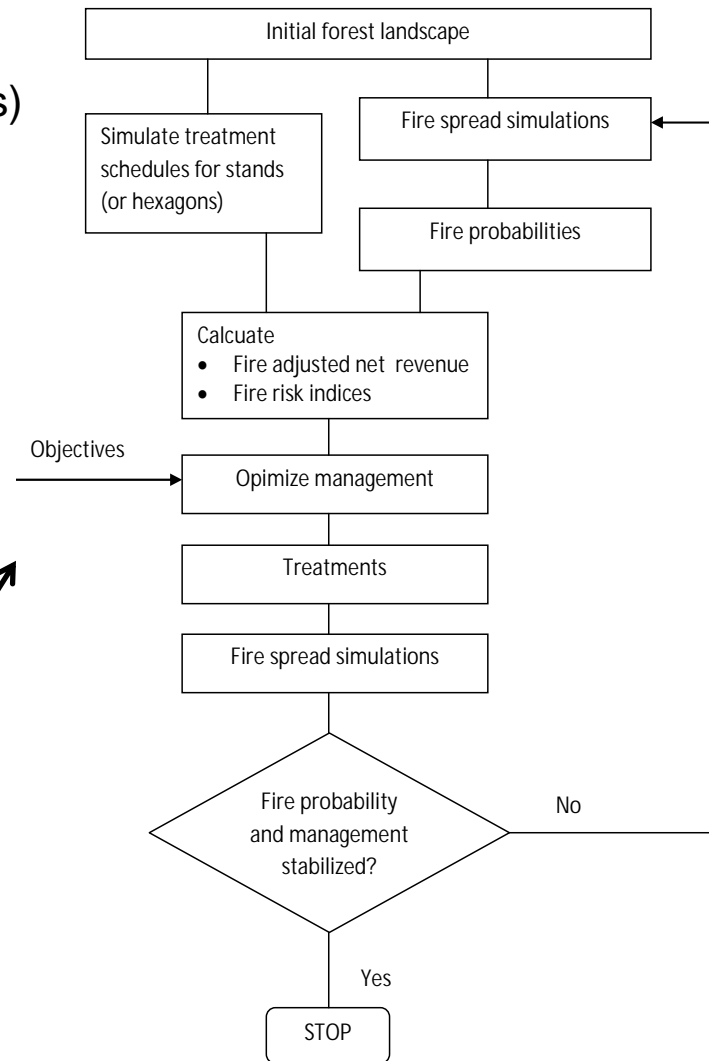 Initial forest landscape
s)
Simulate treatment
schedules for stands
(or hexagons)
Fire spread simulations
Fire probabilities
Calcuate
• Fire adjusted net revenue
• Fire risk indices
Objectives
Opimize management
Treatments
Fire spread simulations
Fire probability
and management
stabilized?
No
Yes
STOP